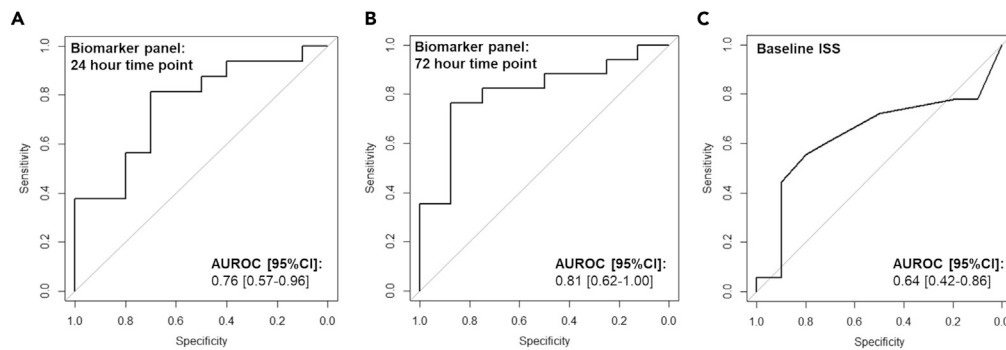 A
Biomarker panel:
24 hour time point
Sensitivity
1.0
0.8
0.6
0.4
0.2
0.0
1.0 0.8 0.6 0.4 0.2 0.0
Specificity
AUROC [95%CI]:
0.76 [0.57-0.96]
B
Biomarker panel:
72 hour time point
Sensitivity
1.0
0.8
0.6
0.4
0.2
0.0
1.0 0.8 0.6 0.4 0.2 0.0
Specificity
AUROC [95%CI]:
0.81 [0.62-1.00]
C
Baseline ISS
Sensitivity
1.0
0.8
0.6
0.4
0.2
0.0
1.0 0.8 0.6 0.4 0.2 0.0
Specificity
AUROC [95%CI]:
0.64 [0.42-0.86]